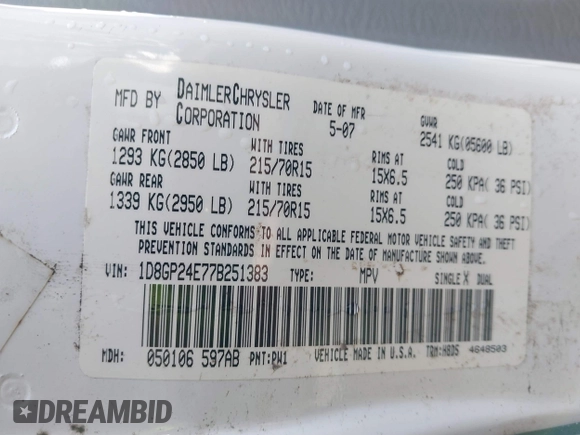 MFD BY DAIMLERCHRYSLER CORPORATION DATE OF MFR 5-07 GVWR 2541 KG(05600 LB)
GAWR FRONT WITH TIRES RIMS AT COLD
1293 KG(2850 LB) 215/70R15 15X6.5 250 KPA( 36 PSI)
GAWR REAR WITH TIRES RIMS AT COLD
1339 KG(2950 LB) 215/70R15 15X6.5 250 KPA( 36 PSI)
THIS VEHICLE CONFORMS TO ALL APPLICABLE FEDERAL MOTOR VEHICLE SAFETY AND THEFT
PREVENTION STANDARDS IN EFFECT ON THE DATE OF MANUFACTURE SHOWN ABOVE.
VIN: 1D8GP24E77B251383 TYPE: MPV SINGLE X DUAL
MDH: 050106 597AB PNT:PW1 VEHICLE MADE IN U.S.A. TRM:H8DS 4648503
DREAMBID